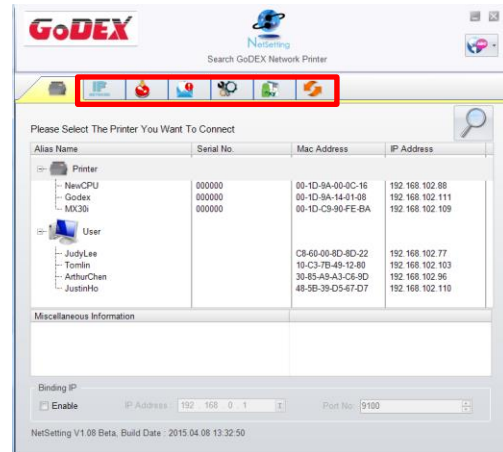 GoDEX
NetSetting
Search GoDEX Network Printer
IP
Please Select The Printer You Want To Connect
Alias Name Serial No. Mac Address IP Address
Printer
NewCPU 000000 00-1D-9A-00-0C-16 192.168.102.88
Godex 000000 00-1D-9A-14-01-08 192.168.102.111
MX30i 000000 00-1D-C9-90-FE-BA 192.168.102.109
User
JudyLee C8-60-00-8D-8D-22 192.168.102.77
Tomlin 10-C3-7B-49-12-80 192.168.102.103
ArthurChen 30-85-A9-A3-C6-9D 192.168.102.96
JustinHo 48-5B-39-D5-67-D7 192.168.102.110
Miscellaneous Information
Binding IP
Enable IP Address : 192 . 168 . 0 . 1 Port No. 9100
NetSetting V1.08 Beta, Build Date : 2015.04.08 13:32:50